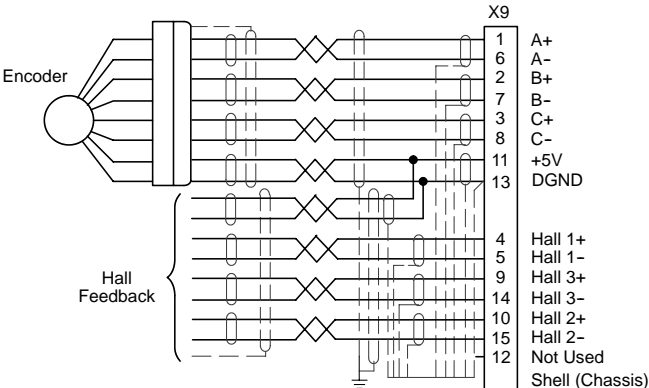 X9
1 A+
6 A-
Encoder
2 B+
7 B-
3 C+
8 C-
11 +5V
13 DGND
4 Hall 1+
5 Hall 1-
Hall
Feedback
9 Hall 3+
14 Hall 3-
10 Hall 2+
15 Hall 2-
12 Not Used
Shell (Chassis)